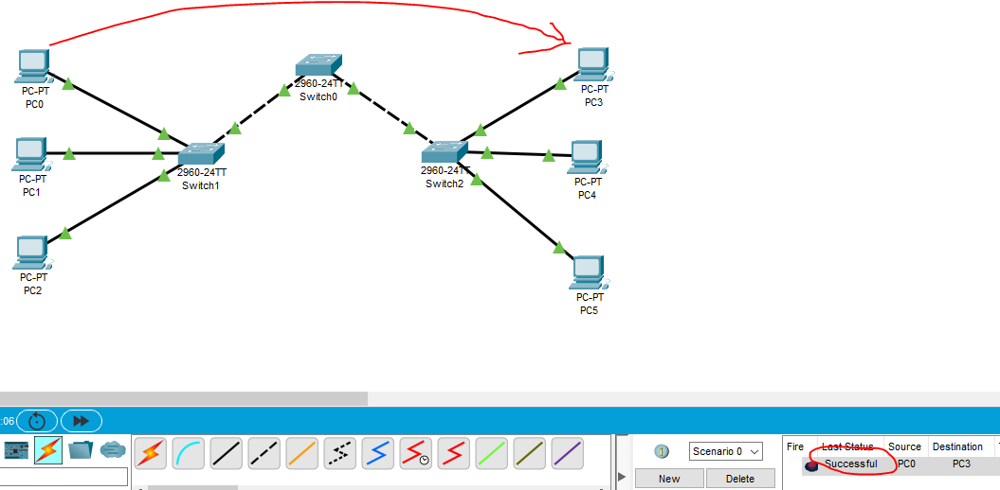 PC-PT
PC0
2960-24TT
Switch0
PC-PT
PC3
PC-PT
PC1
2960-24TT
Switch1
2960-24TT
Switch2
PC-PT
PC4
PC-PT
PC2
PC-PT
PC5
:06
Scenario 0
New
Delete
Fire Last Status Source Destination
Successful PC0 PC3